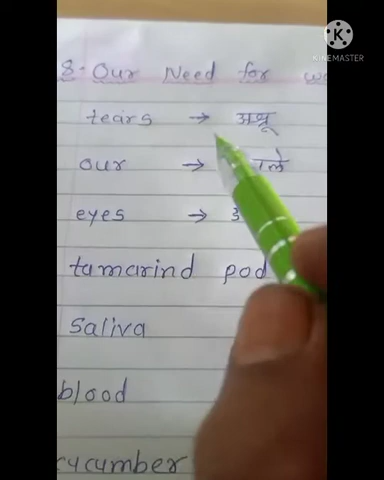 KINEMASTER
8. Our Need for
tears → अश्रू
our →
eyes →
tamarind pod
saliva
blood
cucumber